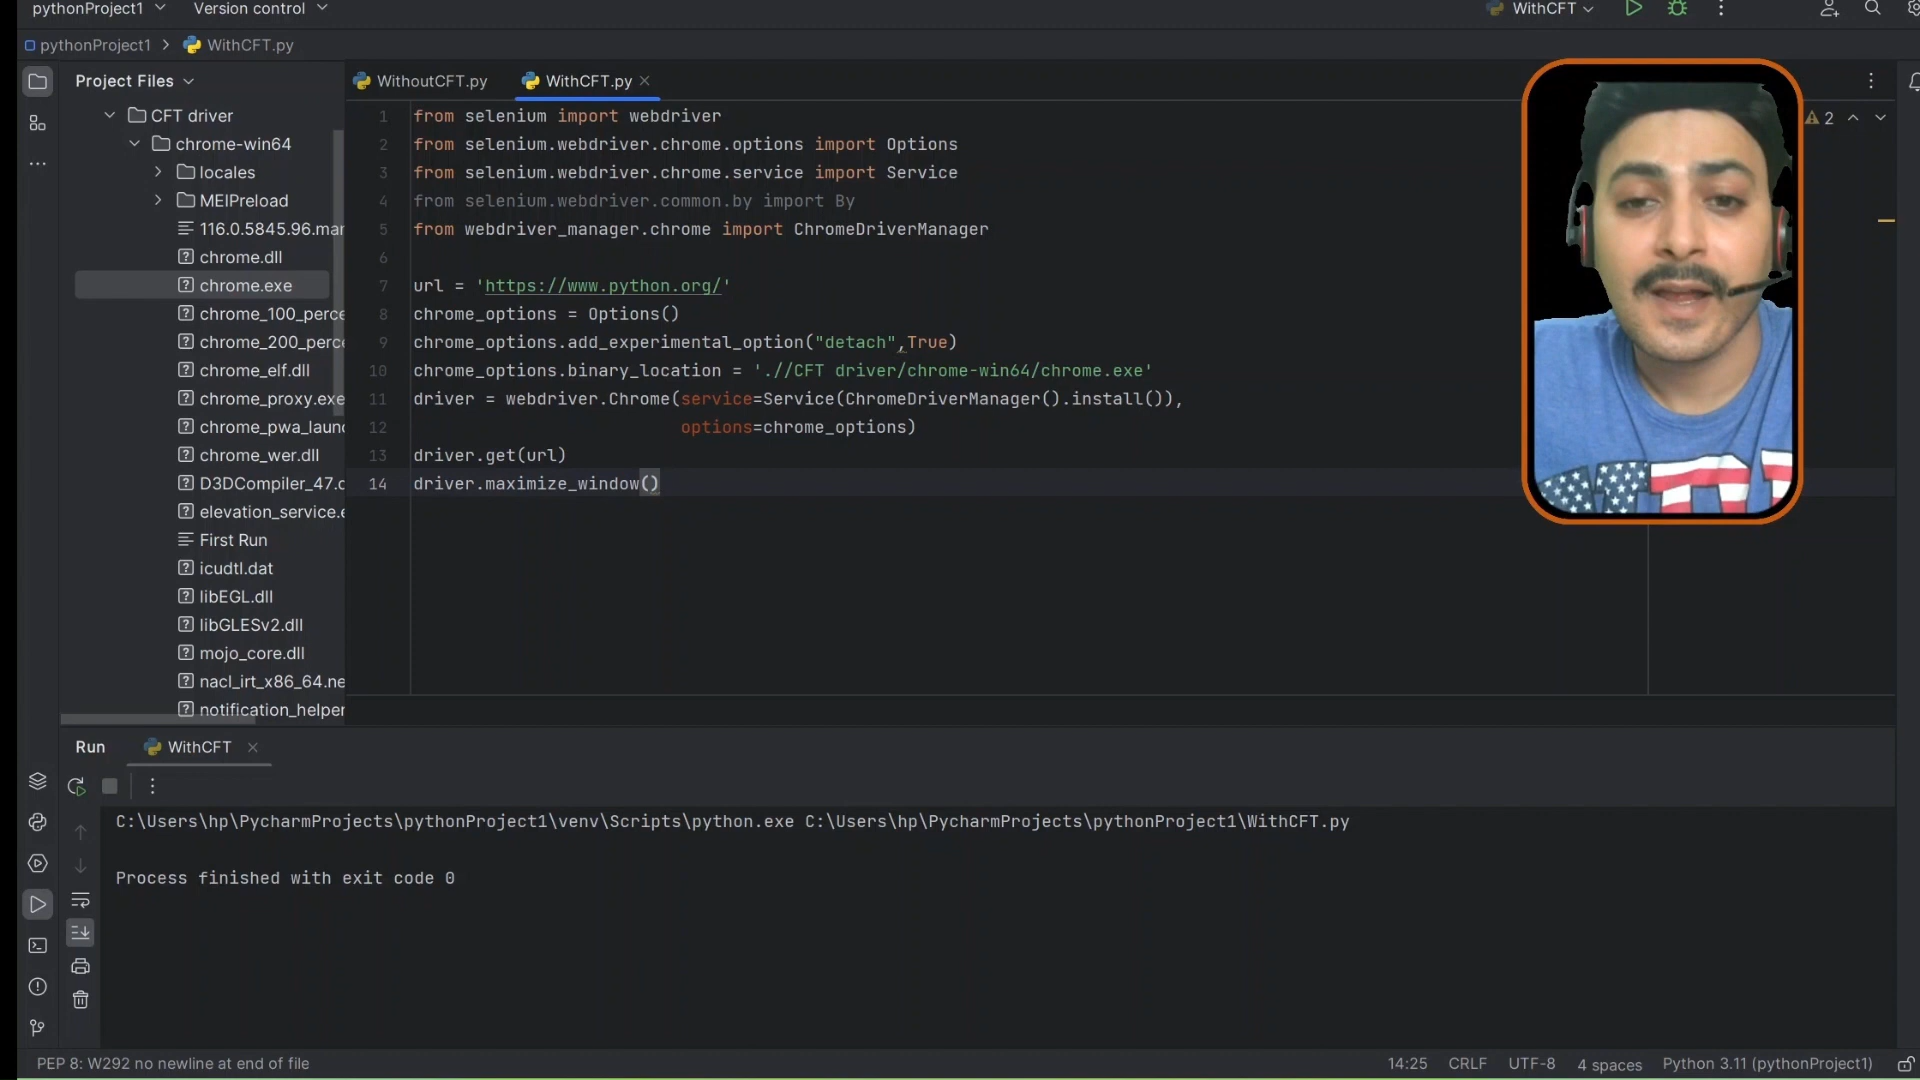 pythonProject1
Version control
WithCFT
pythonProject1
WithCFT.py
Project Files
WithoutCFT.py
WithCFT.py
CFT driver
chrome-win64
locales
MEIPreload
116.0.5845.96.mar
chrome.dll
chrome.exe
chrome_100_perce
chrome_200_perce
chrome_elf.dll
chrome_proxy.exe
chrome_pwa_laun
chrome_wer.dll
D3DCompiler_47.d
elevation_service.e
First Run
icudtl.dat
libEGL.dll
libGLESv2.dll
mojo_core.dll
nacl_irt_x86_64.ne
notification_helper
1 from selenium import webdriver
2 from selenium.webdriver.chrome.options import Options
3 from selenium.webdriver.chrome.service import Service
4 from selenium.webdriver.common.by import By
5 from webdriver_manager.chrome import ChromeDriverManager
6
7 url = 'https://www.python.org/'
8 chrome_options = Options()
9 chrome_options.add_experimental_option("detach",True)
10 chrome_options.binary_location = './/CFT driver/chrome-win64/chrome.exe'
11 driver = webdriver.Chrome(service=Service(ChromeDriverManager().install()),
12 options=chrome_options)
13 driver.get(url)
14 driver.maximize_window()
2
Run
WithCFT
C:\Users\hp\PycharmProjects\pythonProject1\venv\Scripts\python.exe C:\Users\hp\PycharmProjects\pythonProject1\WithCFT.py
Process finished with exit code 0
PEP 8: W292 no newline at end of file
14:25
CRLF
UTF-8
4 spaces
Python 3.11 (pythonProject1)